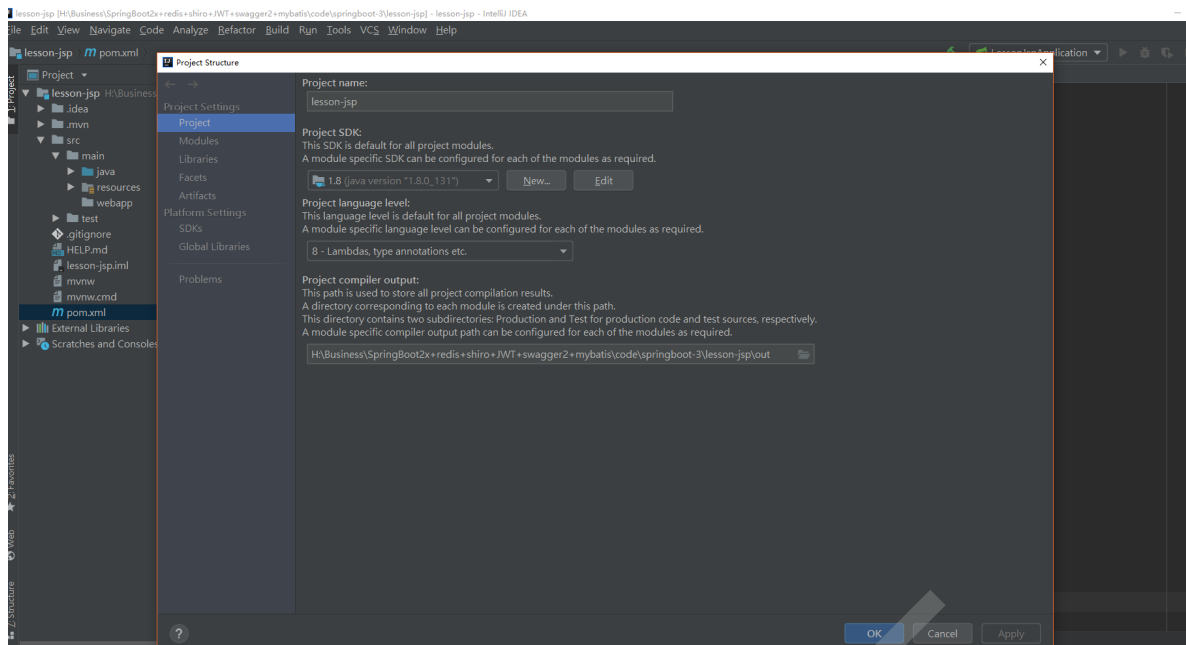 lesson-jsp [H:\Business\SpringBoot2x+redis+shiro+JWT+swagger2+mybatis\code\springboot-3\lesson-jsp] - lesson-jsp - IntelliJ IDEA
File Edit View Navigate Code Analyze Refactor Build Run Tools VCS Window Help
lesson-jsp pom.xml
Project
1: Project
lesson-jsp H:\Business
.idea
.mvn
src
main
java
resources
webapp
test
.gitignore
HELP.md
lesson-jsp.iml
mvnw
mvnw.cmd
pom.xml
External Libraries
Scratches and Consoles
2: Favorites
Web
7: Structure
Project Structure
Project Settings
Project
Modules
Libraries
Facets
Artifacts
Platform Settings
SDKs
Global Libraries
Problems
Project name:
lesson-jsp
Project SDK:
This SDK is default for all project modules.
A module specific SDK can be configured for each of the modules as required.
1.8 (java version "1.8.0_131") New... Edit
Project language level:
This language level is default for all project modules.
A module specific language level can be configured for each of the modules as required.
8 - Lambdas, type annotations etc.
Project compiler output:
This path is used to store all project compilation results.
A directory corresponding to each module is created under this path.
This directory contains two subdirectories: Production and Test for production code and test sources, respectively.
A module specific compiler output path can be configured for each of the modules as required.
H:\Business\SpringBoot2x+redis+shiro+JWT+swagger2+mybatis\code\springboot-3\lesson-jsp\out
? OK Cancel Apply